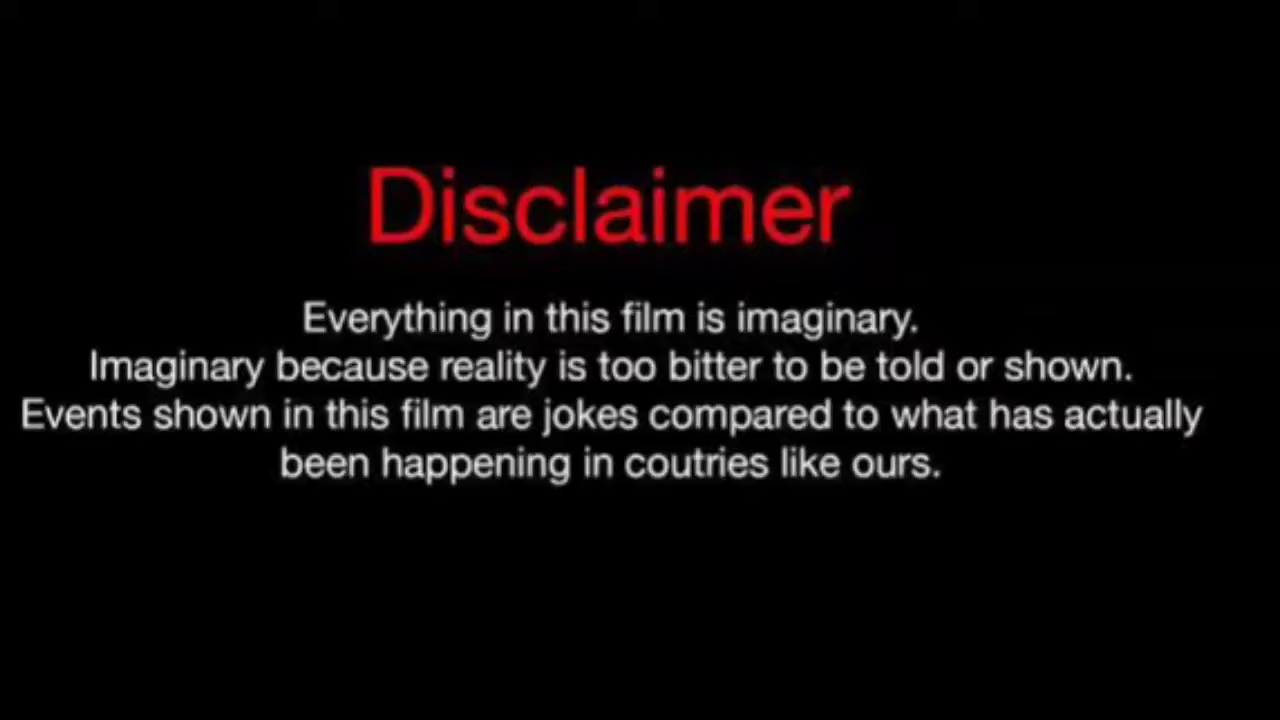 Disclaimer
Everything in this film is imaginary.
Imaginary because reality is too bitter to be told or shown.
Events shown in this film are jokes compared to what has actually
been happening in coutries like ours.